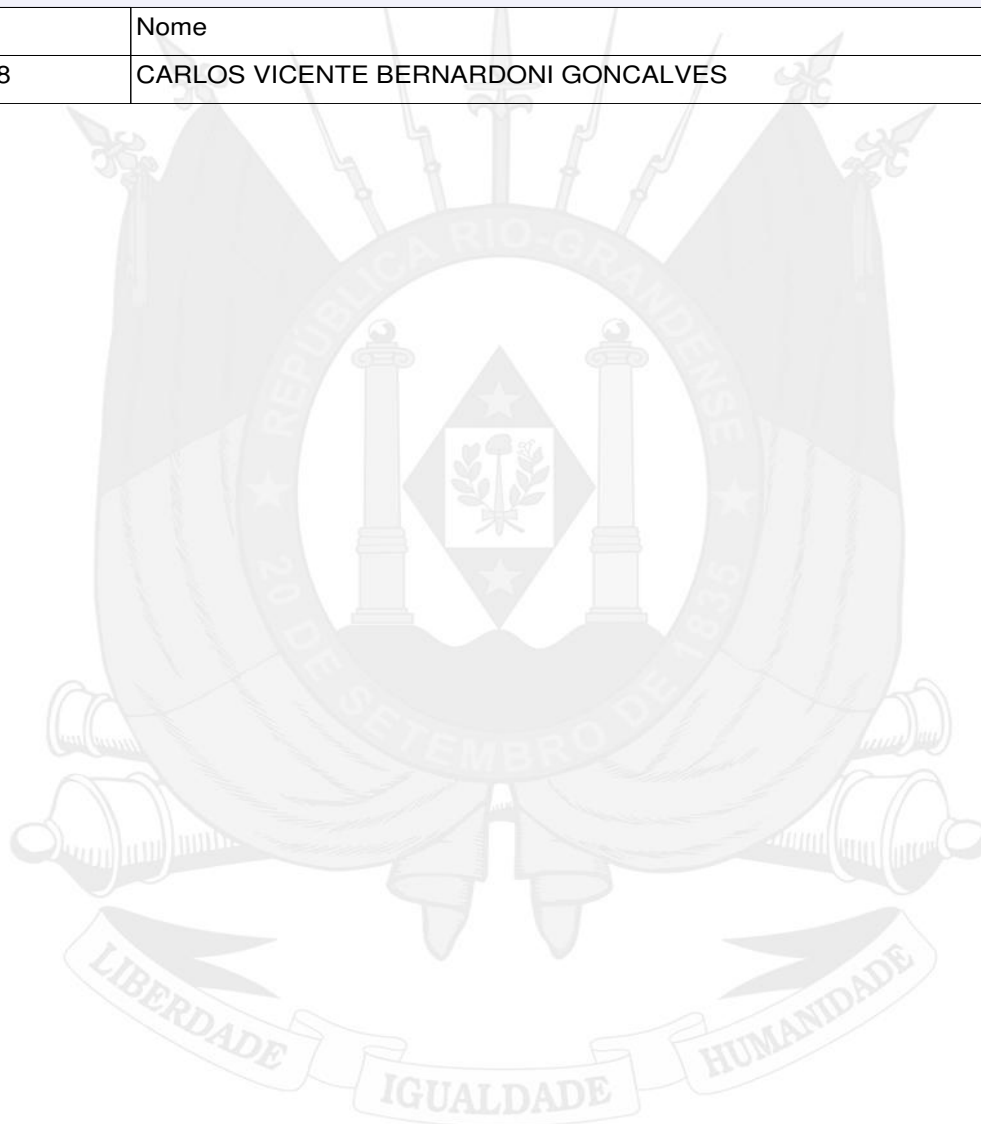 Nome
8 CARLOS VICENTE BERNARDONI GONCALVES
REPÚBLICA RIO-GRANDENSE
20 DE SETEMBRO DE 1835
LIBERDADE IGUALDADE HUMANIDADE